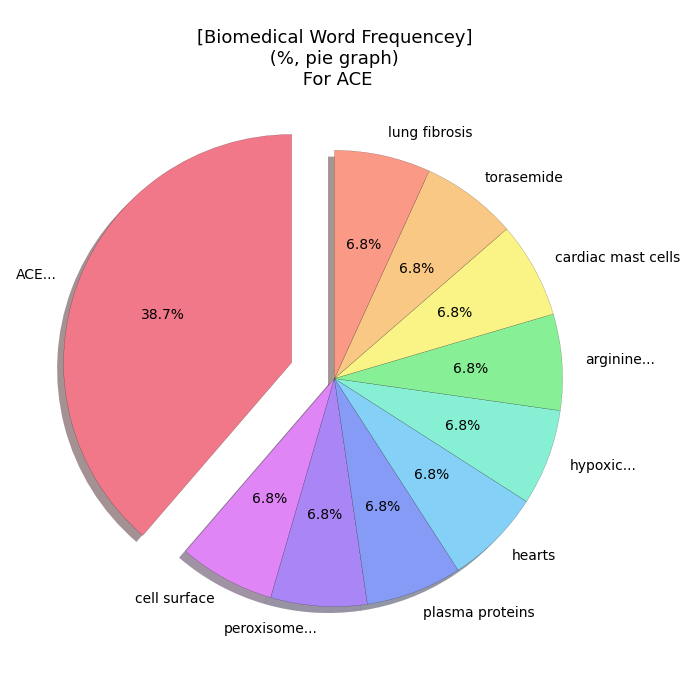 [Biomedical Word Frequencey]
(%, pie graph)
For ACE
lung fibrosis
torasemide
cardiac mast cells
arginine...
hypoxic...
hearts
plasma proteins
peroxisome...
cell surface
ACE...
6.8%
6.8%
6.8%
6.8%
6.8%
6.8%
6.8%
6.8%
6.8%
38.7%